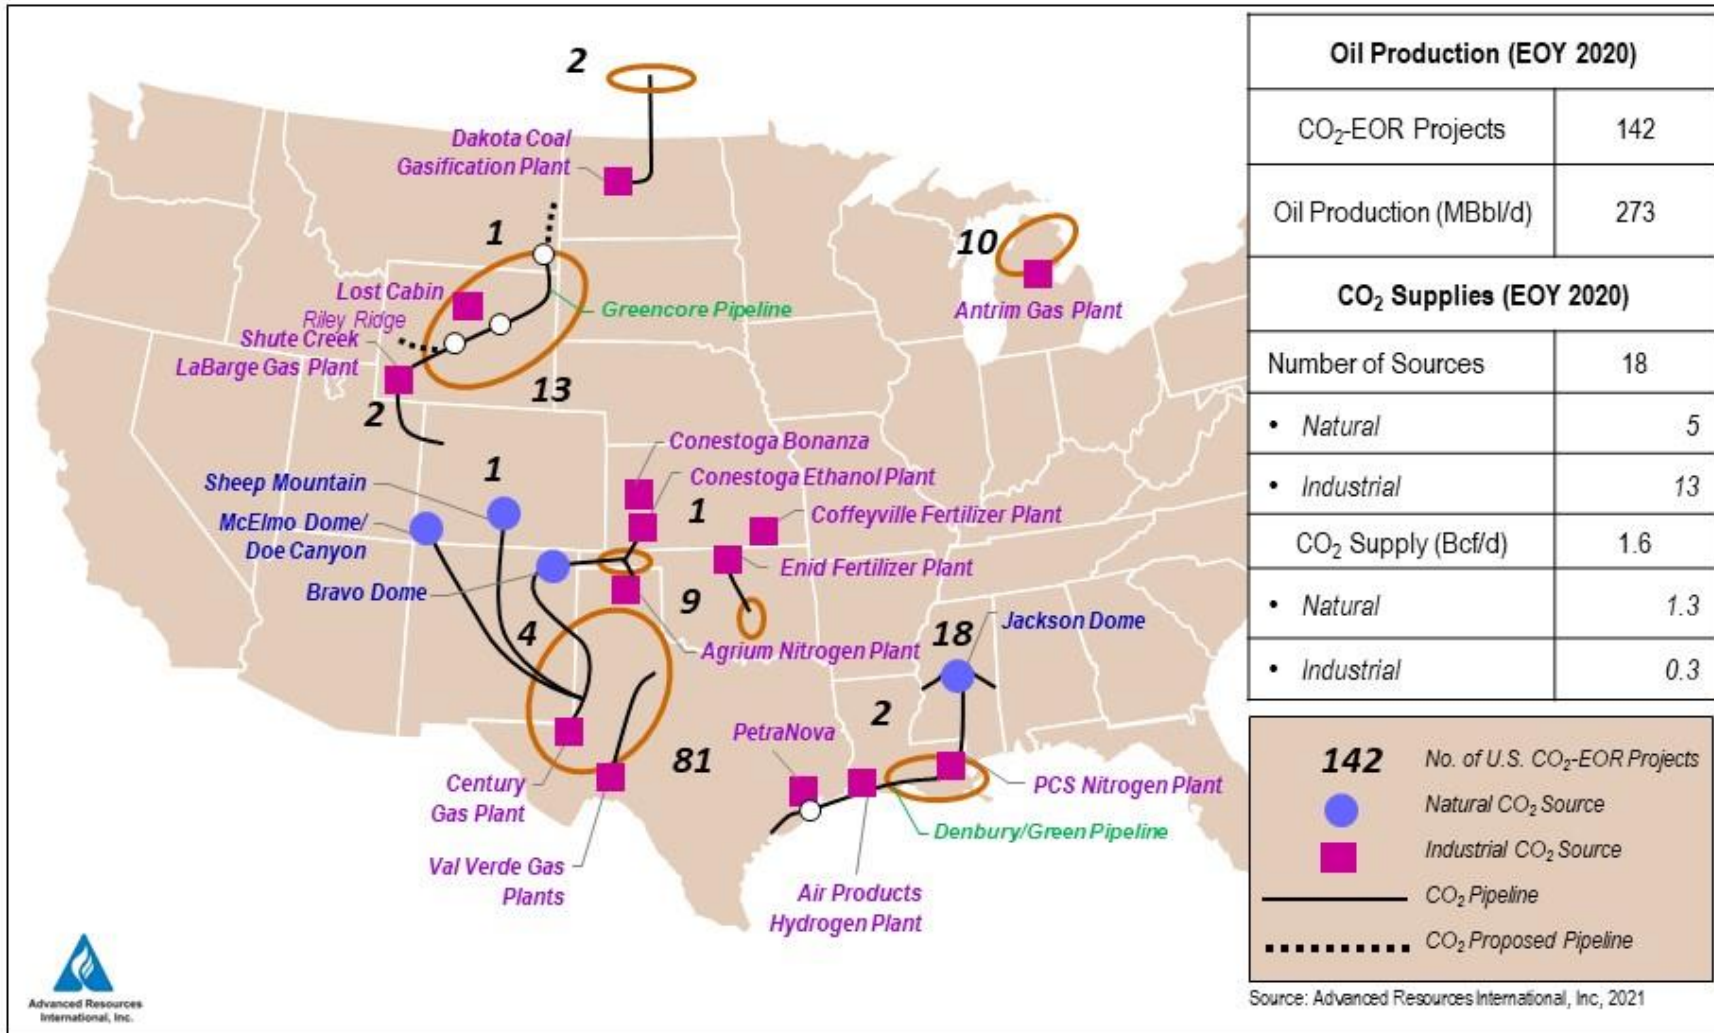 2
Dakota Coal
Gasification Plant
1
10
Lost Cabin
Riley Ridge
Shute Creek
LaBarge Gas Plant
Greencore Pipeline
Antrim Gas Plant
13
2
Conestoga Bonanza
Conestoga Ethanol Plant
1
Sheep Mountain
McElmo Dome/
Doe Canyon
1
Coffeyville Fertilizer Plant
Enid Fertilizer Plant
Bravo Dome
9
4
Agrium Nitrogen Plant
18
Jackson Dome
2
PetraNova
81
Century
Gas Plant
PCS Nitrogen Plant
Denbury/Green Pipeline
Val Verde Gas
Plants
Air Products
Hydrogen Plant
Advanced Resources
International, Inc.
Oil Production (EOY 2020)
CO₂-EOR Projects 142
Oil Production (MBbl/d) 273
CO₂ Supplies (EOY 2020)
Number of Sources 18
• Natural 5
• Industrial 13
CO₂ Supply (Bcf/d) 1.6
• Natural 1.3
• Industrial 0.3
142 No. of U.S. CO₂-EOR Projects
Natural CO₂ Source
Industrial CO₂ Source
CO₂ Pipeline
CO₂ Proposed Pipeline
Source: Advanced Resources International, Inc, 2021